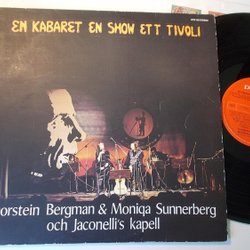 EN KABARET EN SHOW ETT TIVOLI
orstein Bergman & Moniqa Sunnerberg
och Jaconelli's kapell